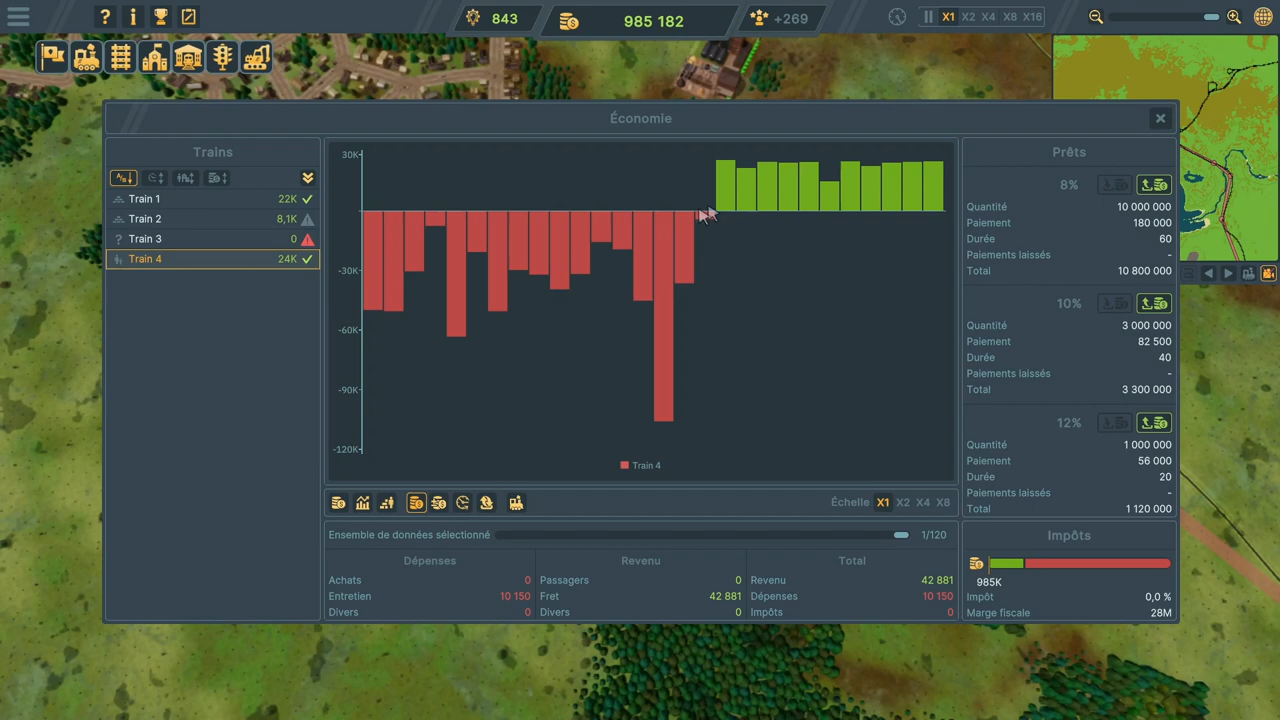 843
985 182
+269
X1 X2 X4 X8 X16
Économie
Trains
Train 1 22K
Train 2 8,1K
Train 3 0
Train 4 24K
30K
-30K
-60K
-90K
-120K
Train 4
Échelle X1 X2 X4 X8
Ensemble de données sélectionné 1/120
Dépenses
Achats 0
Entretien 10 150
Divers 0
Revenu
Passagers 0
Fret 42 881
Divers 0
Total
Revenu 42 881
Dépenses 10 150
Impôts 0
Prêts
8%
Quantité 10 000 000
Paiement 180 000
Durée 60
Paiements laissés -
Total 10 800 000
10%
Quantité 3 000 000
Paiement 82 500
Durée 40
Paiements laissés -
Total 3 300 000
12%
Quantité 1 000 000
Paiement 56 000
Durée 20
Paiements laissés -
Total 1 120 000
Impôts
985K
Impôt 0,0 %
Marge fiscale 28M